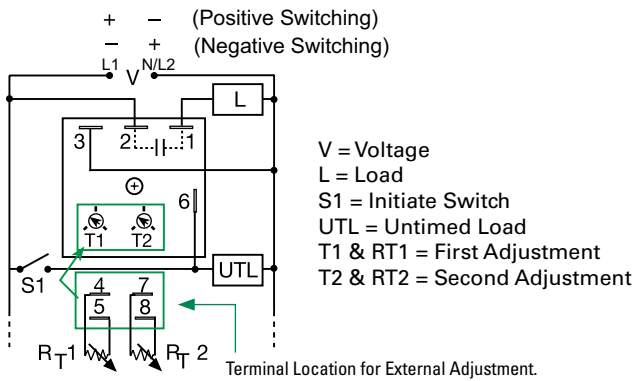 + − (Positive Switching)
− + (Negative Switching)
L1 V N/L2
L
3 2 1
6
T1 T2
S1 UTL
4 7
5 8
RT1 RT2
V = Voltage
L = Load
S1 = Initiate Switch
UTL = Untimed Load
T1 & RT1 = First Adjustment
T2 & RT2 = Second Adjustment
Terminal Location for External Adjustment.